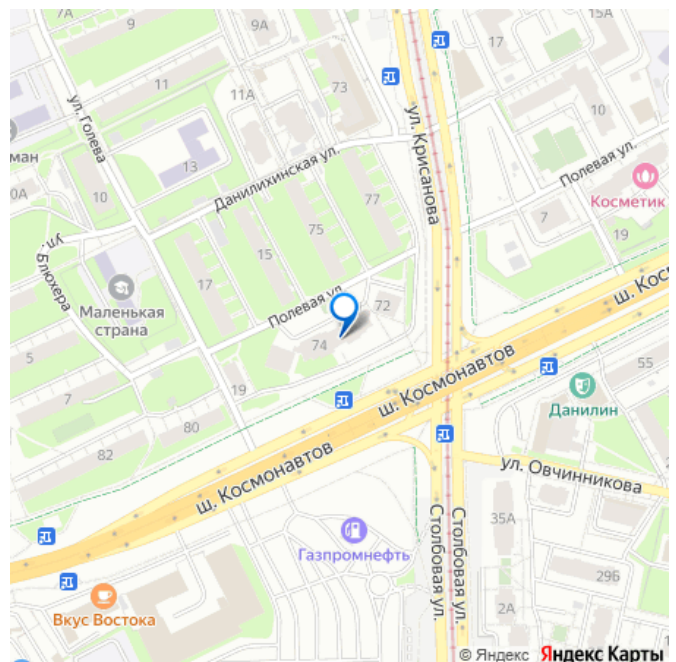 7А
9
9А
15А
11
11А
73
ул. Голева
ул. Крисанова
10
ман
13
Данилихинская ул.
Полевая ул.
0А
10
77
Косметик
ул.
Блюхера
75
7
15
19
17
Маленькая
страна
Полевая ул.
72
ш. Кос
5
74
ш. Космонавтов
55
19
7
Данилин
80
82
ш. Космонавтов
ул. Овчинникова
35А
Газпромнефть
Столбовая ул.
Столбовая ул.
29Б
2А
Вкус Востока
© Яндекс Яндекс Карты